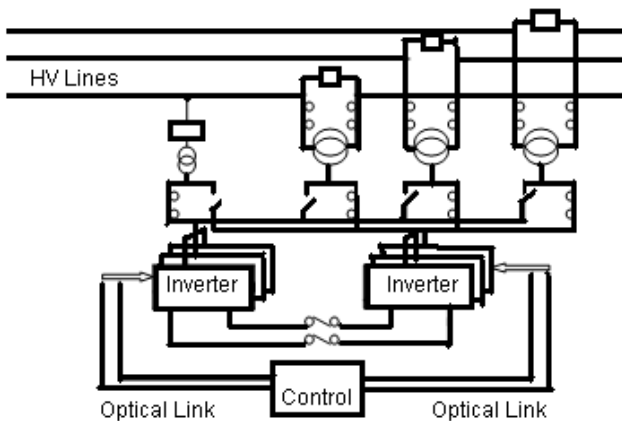 HV Lines
Inverter
Inverter
Control
Optical Link
Optical Link